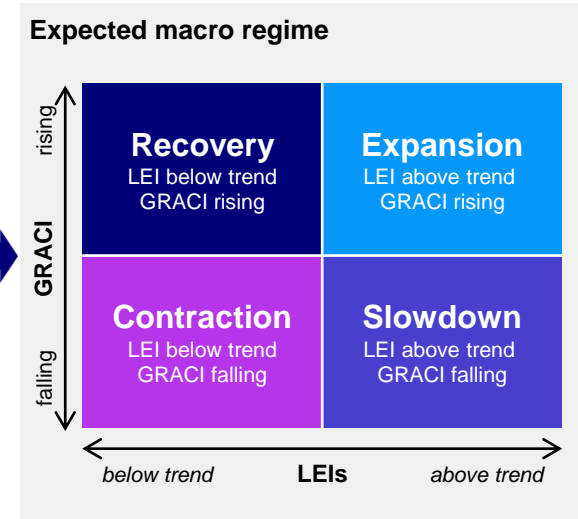 Expected macro regime
rising
GRACI
falling
Recovery
LEI below trend
GRACI rising
Expansion
LEI above trend
GRACI rising
Contraction
LEI below trend
GRACI falling
Slowdown
LEI above trend
GRACI falling
below trend
LEIs
above trend